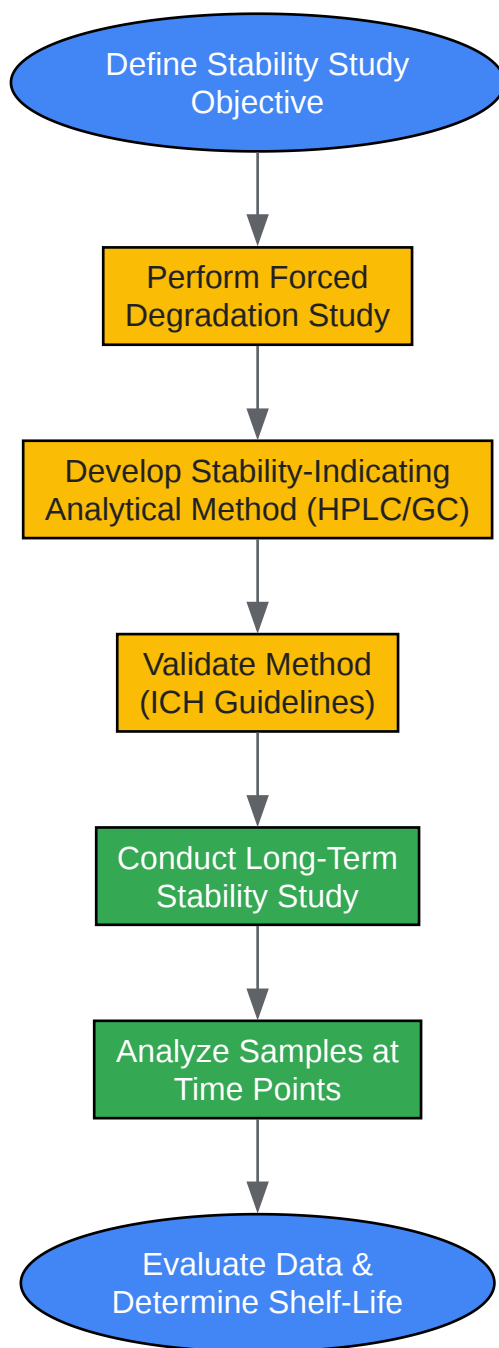 Define Stability Study
Objective
Perform Forced
Degradation Study
Develop Stability-Indicating
Analytical Method (HPLC/GC)
Validate Method
(ICH Guidelines)
Conduct Long-Term
Stability Study
Analyze Samples at
Time Points
Evaluate Data &
Determine Shelf-Life